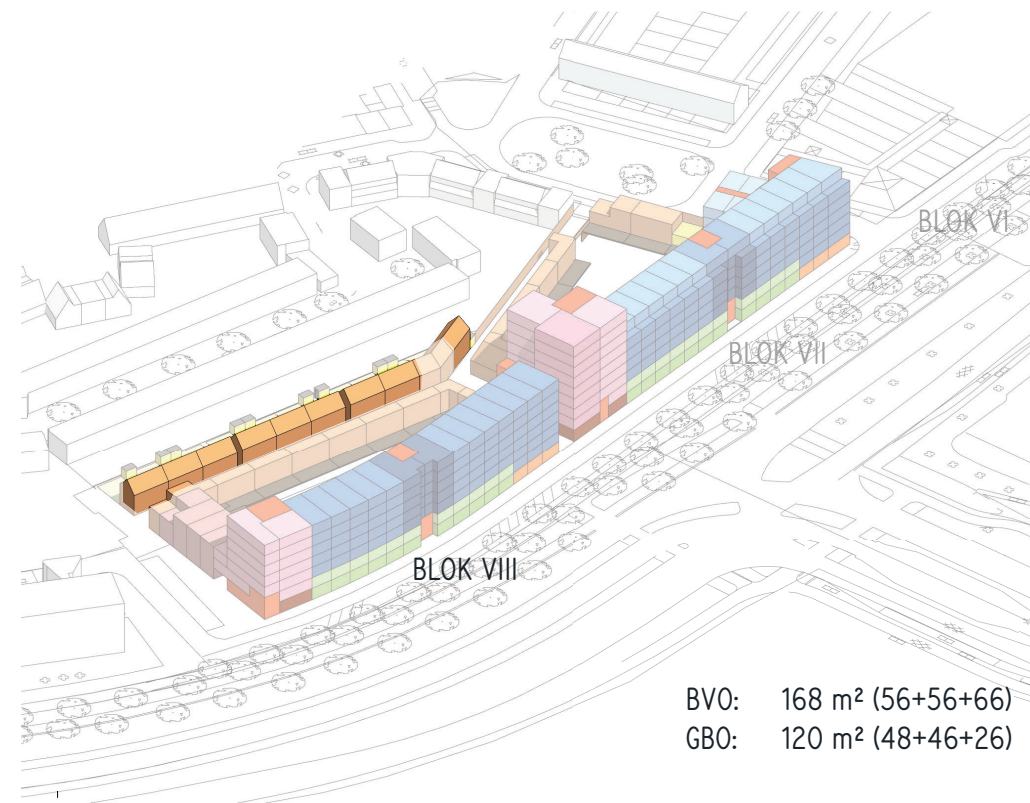 BLOK VI
BLOK VII
BLOK VIII
BVO: 168 m² (56+56+66)
GBO: 120 m² (48+46+26)